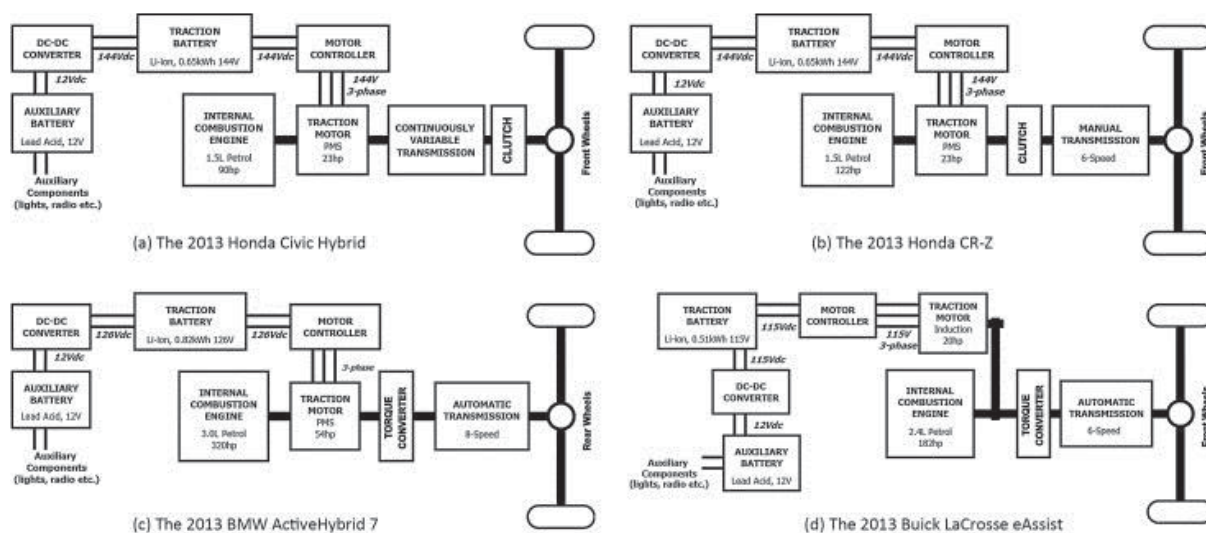 DC-DC
CONVERTER
144Vdc
TRACTION
BATTERY
Li-Ion, 0.65kWh 144V
144Vdc
MOTOR
CONTROLLER
12Vdc
144V
3-phase
AUXILIARY
BATTERY
Lead Acid, 12V
INTERNAL
COMBUSTION
ENGINE
1.5L Petrol
90hp
TRACTION
MOTOR
PMS
23hp
CONTINUOUSLY
VARIABLE
TRANSMISSION
CLUTCH
Front Wheels
Auxiliary
Components
(lights, radio etc.)
(a) The 2013 Honda Civic Hybrid
DC-DC
CONVERTER
144Vdc
TRACTION
BATTERY
Li-Ion, 0.65kWh 144V
144Vdc
MOTOR
CONTROLLER
12Vdc
144V
3-phase
AUXILIARY
BATTERY
Lead Acid, 12V
INTERNAL
COMBUSTION
ENGINE
1.5L Petrol
122hp
TRACTION
MOTOR
PMS
23hp
CLUTCH
MANUAL
TRANSMISSION
6-Speed
Front Wheels
Auxiliary
Components
(lights, radio etc.)
(b) The 2013 Honda CR-Z
DC-DC
CONVERTER
126Vdc
TRACTION
BATTERY
Li-Ion, 0.82kWh 126V
126Vdc
MOTOR
CONTROLLER
12Vdc
3-phase
AUXILIARY
BATTERY
Lead Acid, 12V
INTERNAL
COMBUSTION
ENGINE
3.0L Petrol
320hp
TRACTION
MOTOR
PMS
54hp
TORQUE
CONVERTER
AUTOMATIC
TRANSMISSION
8-Speed
Rear Wheels
Auxiliary
Components
(lights, radio etc.)
(c) The 2013 BMW ActiveHybrid 7
TRACTION
BATTERY
Li-Ion, 0.51kWh 115V
115Vdc
MOTOR
CONTROLLER
115V
3-phase
TRACTION
MOTOR
Induction
20hp
115Vdc
DC-DC
CONVERTER
12Vdc
INTERNAL
COMBUSTION
ENGINE
2.4L Petrol
182hp
TORQUE
CONVERTER
AUTOMATIC
TRANSMISSION
6-Speed
Front Wheels
Auxiliary
Components
(lights, radio etc.)
AUXILIARY
BATTERY
Lead Acid, 12V
(d) The 2013 Buick LaCrosse eAssist